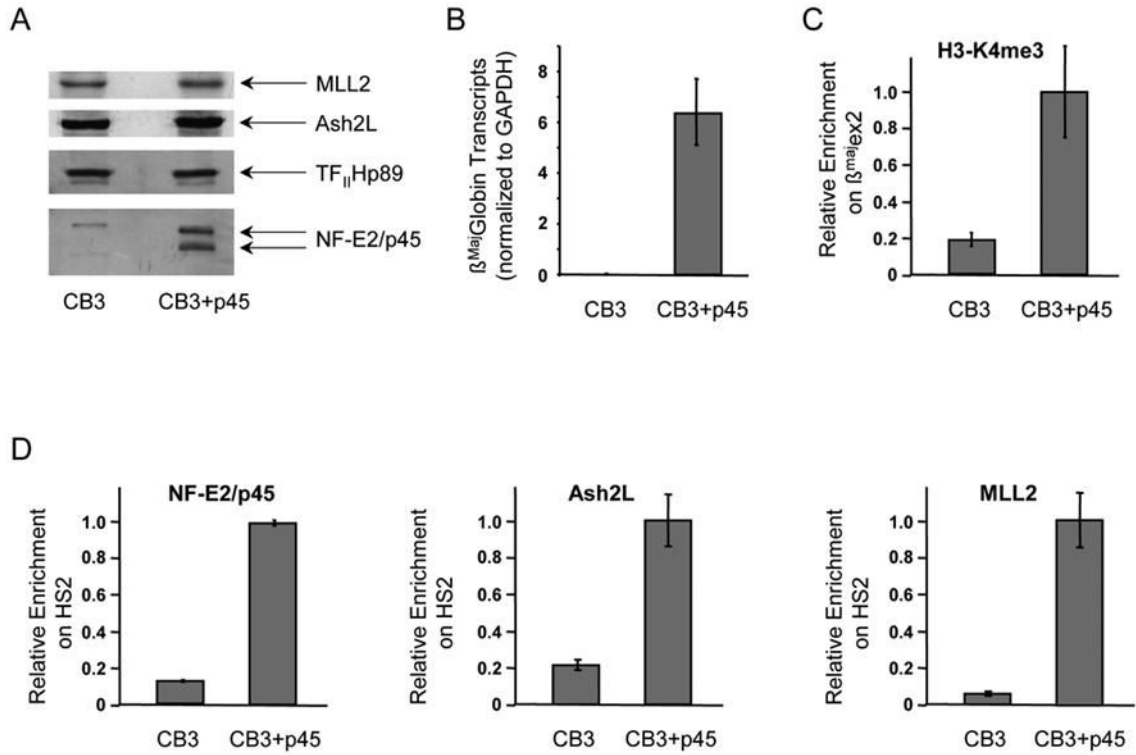 A
MLL2
Ash2L
TFIIHp89
NF-E2/p45
CB3 CB3+p45
B
ßMajGlobin Transcripts
(normalized to GAPDH)
8
6
4
2
0
CB3 CB3+p45
C
H3-K4me3
Relative Enrichment
on ßmajex2
1.0
0.8
0.6
0.4
0.2
0
CB3 CB3+p45
D
NF-E2/p45
Relative Enrichment
on HS2
1.0
0.8
0.6
0.4
0.2
0
CB3 CB3+p45
Ash2L
Relative Enrichment
on HS2
1.0
0.8
0.6
0.4
0.2
0
CB3 CB3+p45
MLL2
Relative Enrichment
on HS2
1.0
0.8
0.6
0.4
0.2
0
CB3 CB3+p45